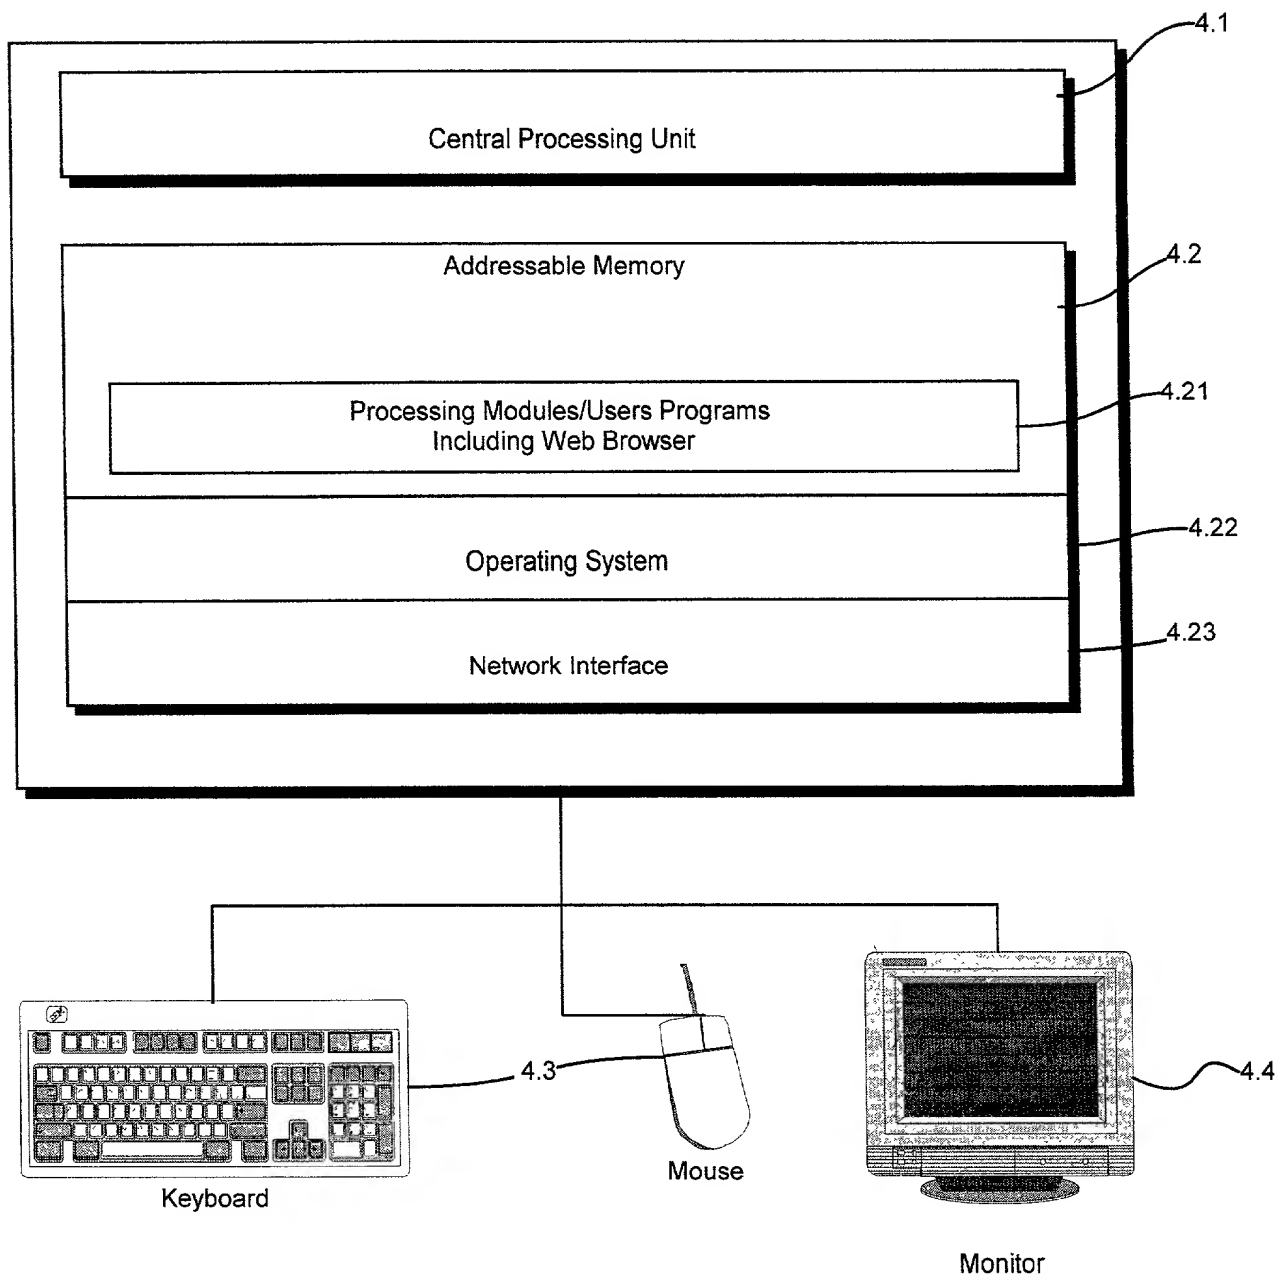 4.1
Central Processing Unit
Addressable Memory
4.2
Processing Modules/Users Programs
Including Web Browser
4.21
Operating System
4.22
Network Interface
4.23
4.3
4.4
Keyboard
Mouse
Monitor